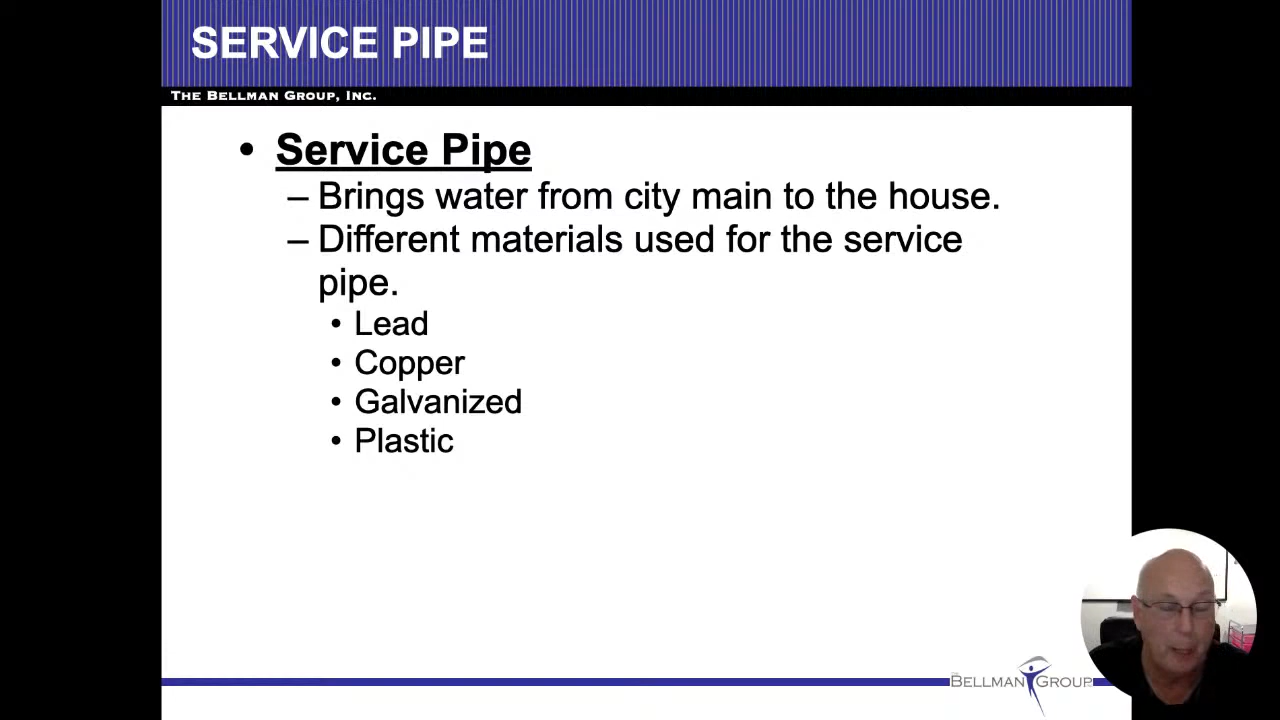 SERVICE PIPE
THE BELLMAN GROUP, INC.
• Service Pipe
– Brings water from city main to the house.
– Different materials used for the service
pipe.
• Lead
• Copper
• Galvanized
• Plastic
THE BELLMAN GROUP